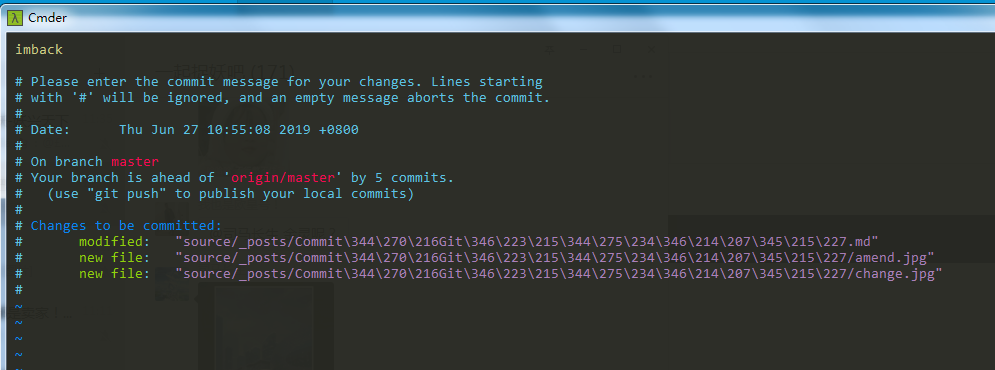 λ Cmder
imback
# Please enter the commit message for your changes. Lines starting
# with '#' will be ignored, and an empty message aborts the commit.
#
# Date:      Thu Jun 27 10:55:08 2019 +0800
#
# On branch master
# Your branch is ahead of 'origin/master' by 5 commits.
#   (use "git push" to publish your local commits)
#
# Changes to be committed:
#       modified:   "source/_posts/Commit\344\270\216Git\346\223\215\344\275\234\346\214\207\345\215\227.md"
#       new file:   "source/_posts/Commit\344\270\216Git\346\223\215\344\275\234\346\214\207\345\215\227/amend.jpg"
#       new file:   "source/_posts/Commit\344\270\216Git\346\223\215\344\275\234\346\214\207\345\215\227/change.jpg"
#
~
~
~
~